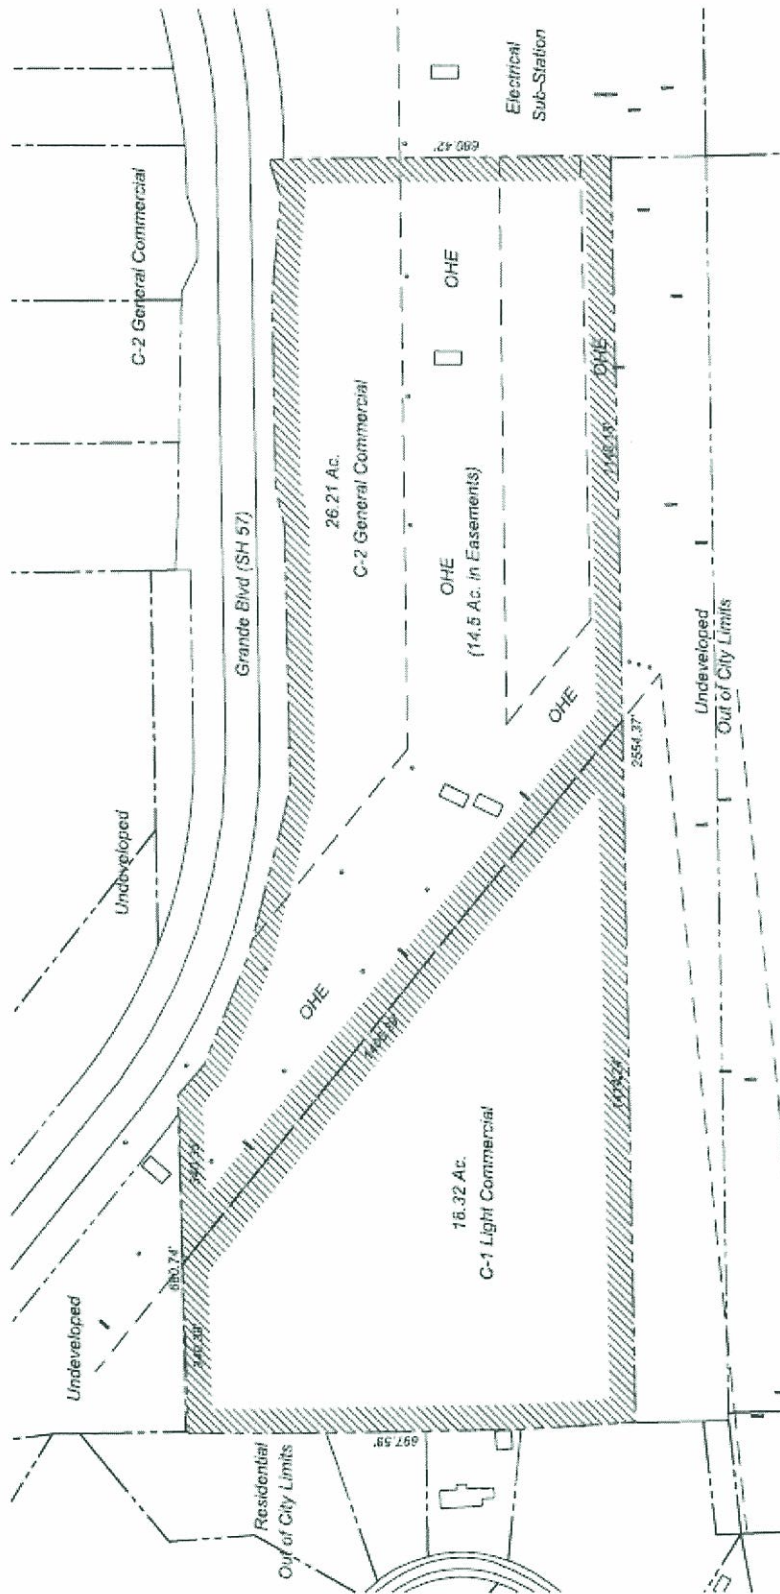 C-2 General Commercial
Grande Blvd (SH 57)
Undeveloped
Undeveloped
Electrical
Sub-Station
680.42'
26.21 Ac.
C-2 General Commercial
OHE
OHE
(14.5 Ac. in Easements)
OHE
OHE
OHE
2554.37'
Undeveloped
Out of City Limits
16.32 Ac.
C-1 Light Commercial
680.74'
697.58'
Residential
Out of City Limits